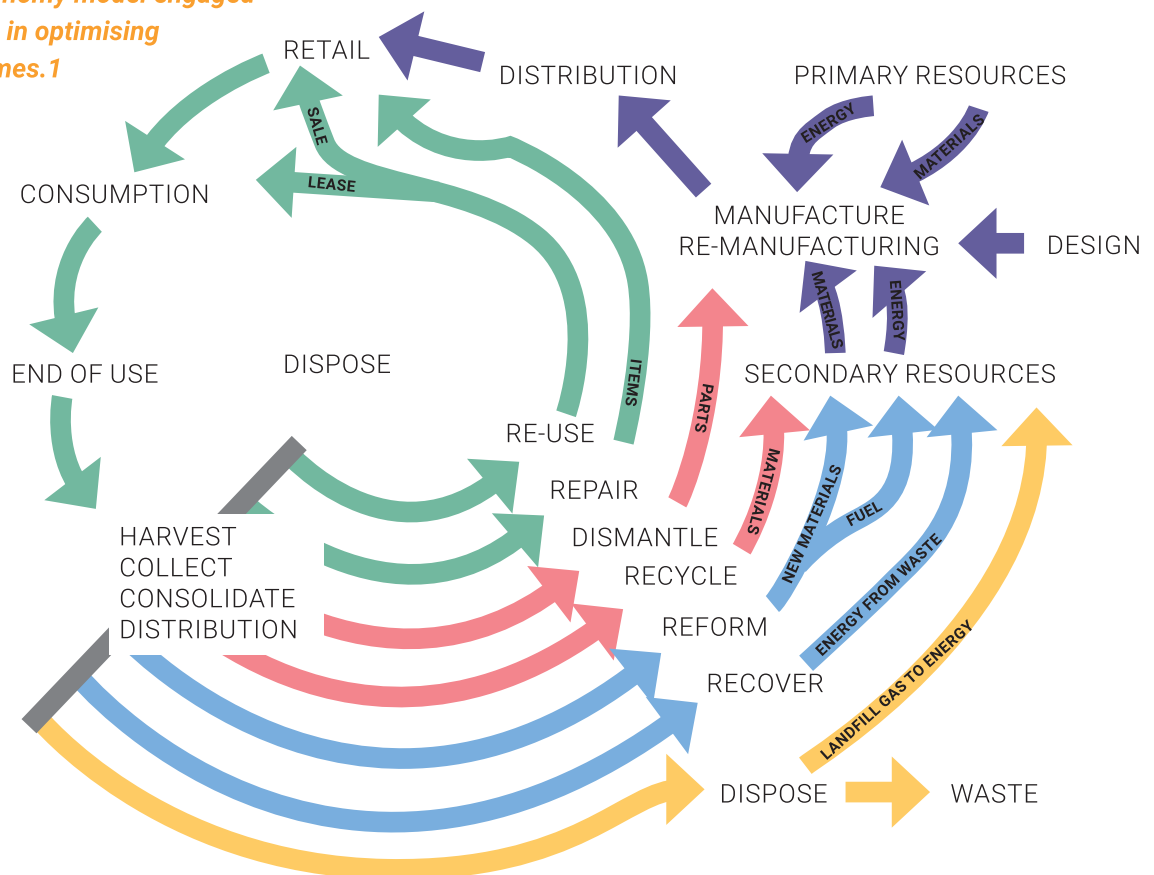 in optimising
RETAIL
DISTRIBUTION
PRIMARY RESOURCES
SALE
ENERGY
MATERIALS
LEASE
CONSUMPTION
MANUFACTURE
RE-MANUFACTURING
DESIGN
MATERIALS
ENERGY
END OF USE
DISPOSE
ITEMS
PARTS
SECONDARY RESOURCES
RE-USE
REPAIR
MATERIALS
NEW MATERIALS
FUEL
DISMANTLE
RECYCLE
HARVEST
COLLECT
CONSOLIDATE
DISTRIBUTION
ENERGY FROM WASTE
REFORM
RECOVER
LANDFILL GAS TO ENERGY
DISPOSE
WASTE